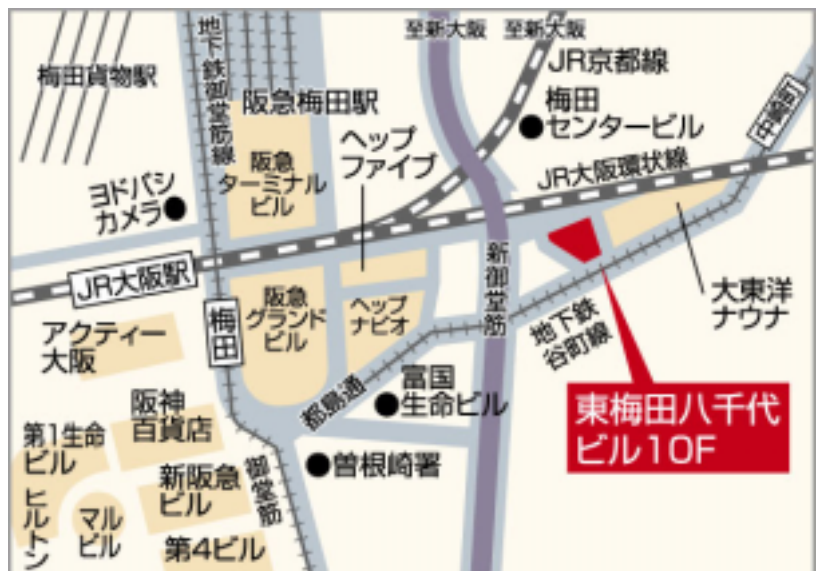 至新大阪
至新大阪
地下鉄御堂筋線
JR京都線
梅田貨物駅
阪急梅田駅
梅田
センタービル
中崎町
ヘップ
ファイブ
阪急
ターミナル
ビル
JR大阪環状線
ヨドバシ
カメラ
新御堂筋
JR大阪駅
梅田
阪急
グランド
ビル
ヘップ
ナビオ
大東洋
ナウナ
地下鉄
谷町線
アクティー
大阪
都島通
富国
生命ビル
東梅田八千代
ビル10F
阪神
百貨店
第1生命
ビル
曽根崎署
新阪急
ビル
御堂筋
ヒルトン
マル
ビル
第4ビル